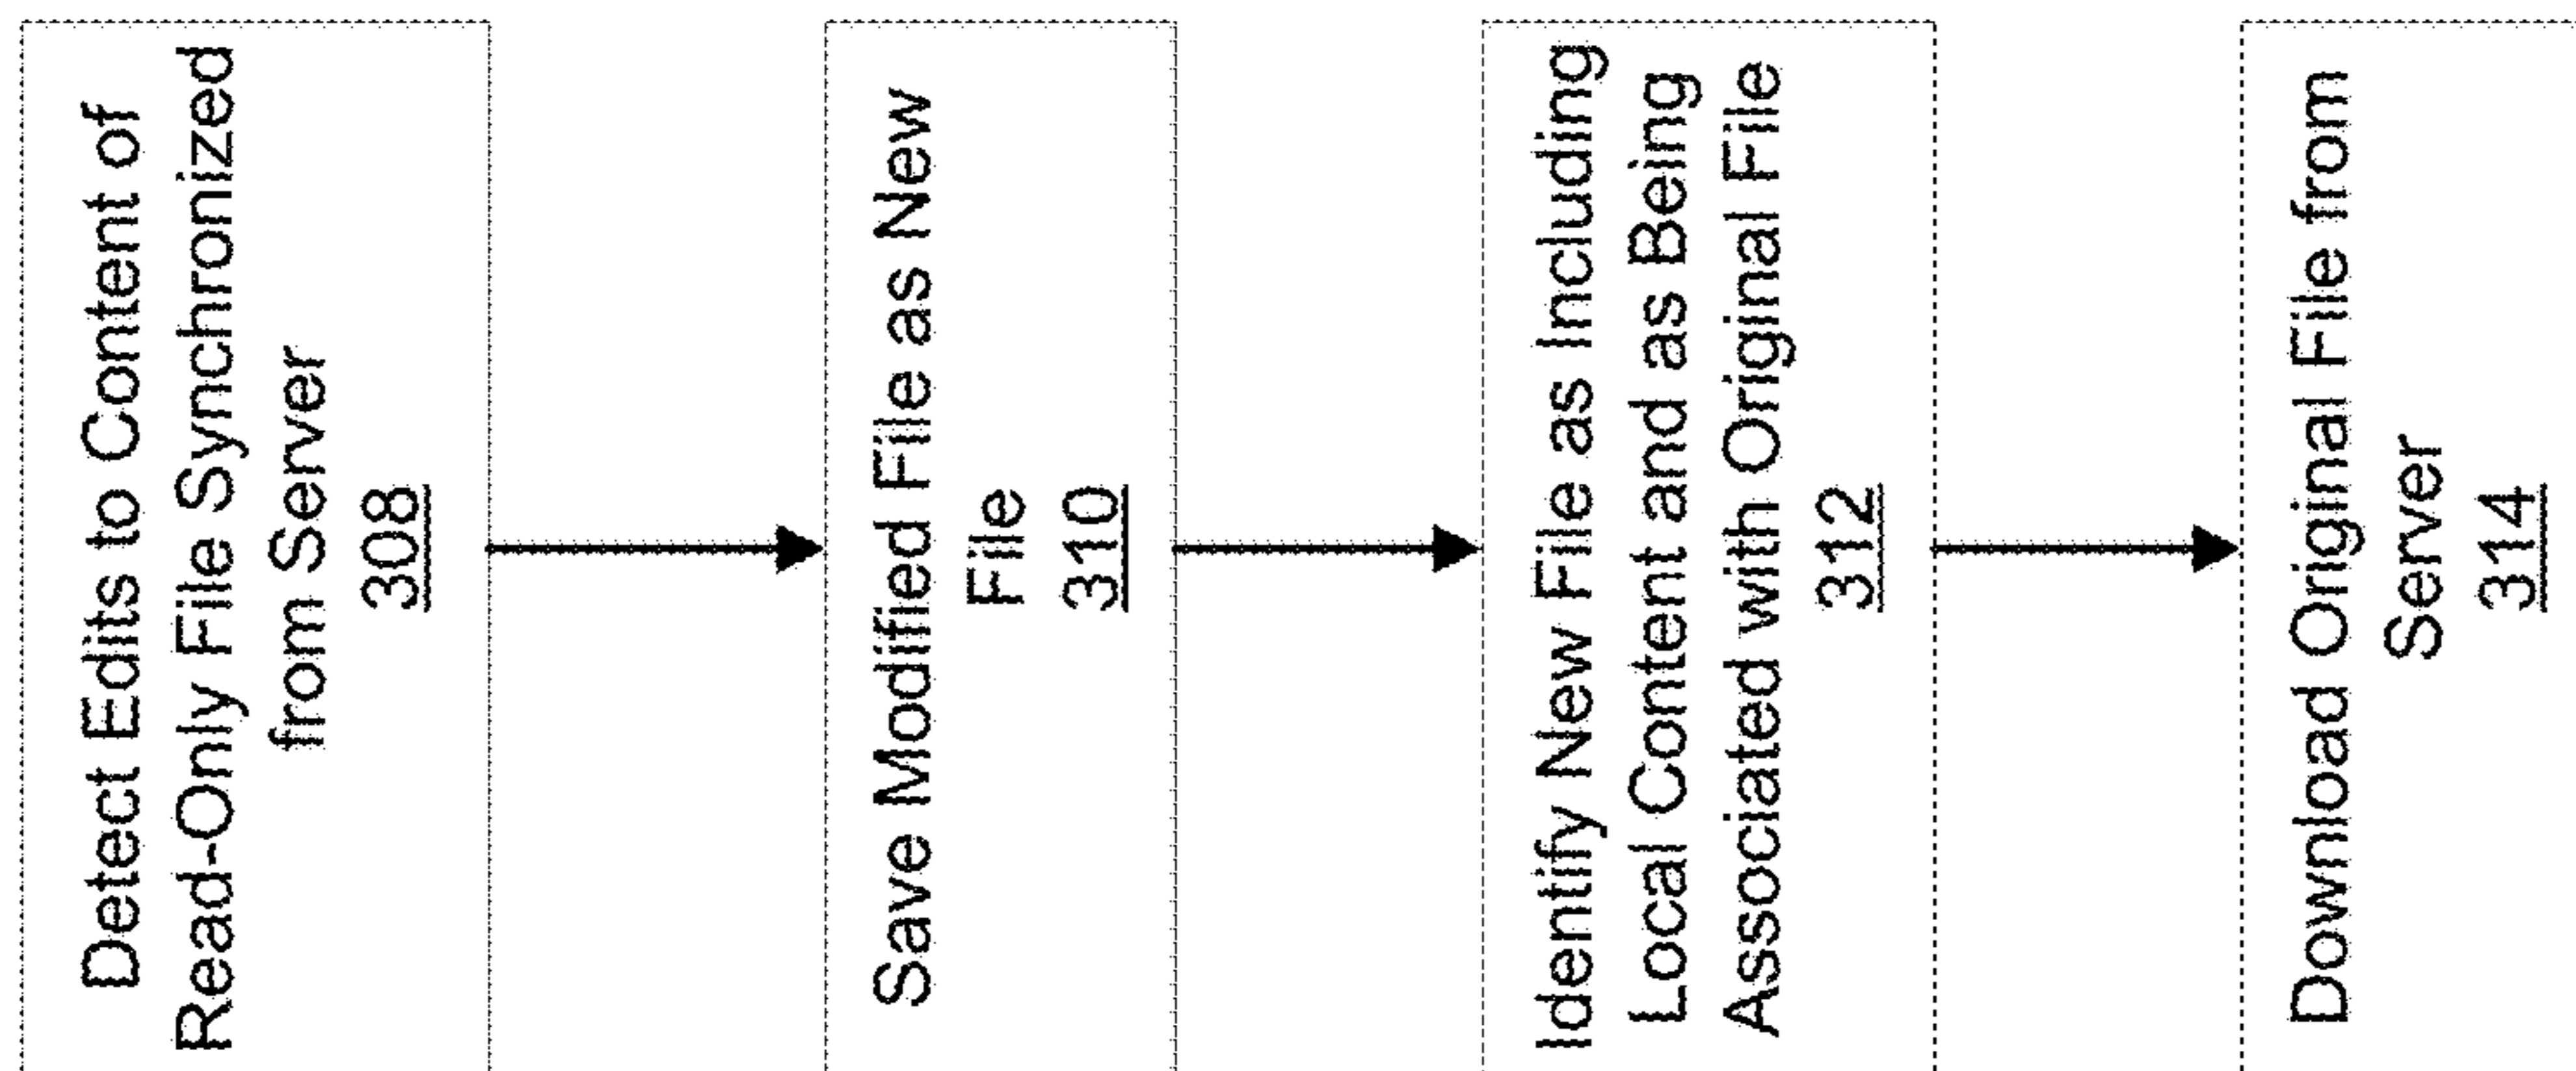 Detect Edits to Content of
Read-Only File Synchronized
from Server
308
Save Modified File as New
File
310
Identify New File as Including
Local Content and as Being
Associated with Original File
312
Download Original File from
Server
314